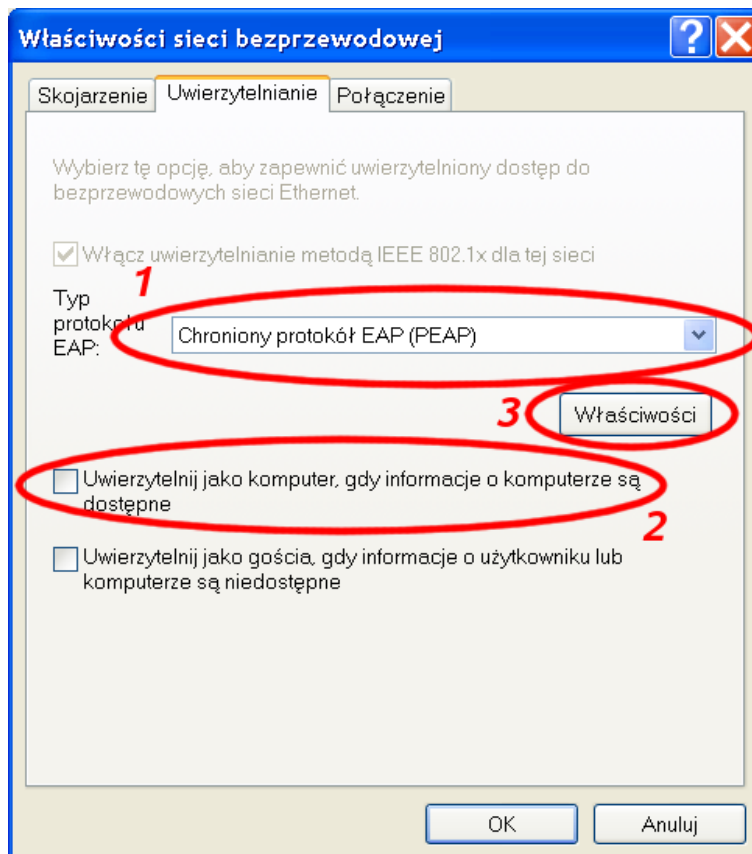 Właściwości sieci bezprzewodowej
Skojarzenie
Uwierzytelnianie
Połączenie
Wybierz tę opcję, aby zapewnić uwierzytelniony dostęp do
bezprzewodowych sieci Ethernet.
Włącz uwierzytelnianie metodą IEEE 802.1x dla tej sieci
1
Typ
protokołu
EAP:
Chroniony protokół EAP (PEAP)
3
Właściwości
Uwierzytelnij jako komputer, gdy informacje o komputerze są
dostępne
2
Uwierzytelnij jako gościa, gdy informacje o użytkowniku lub
komputerze są niedostępne
OK
Anuluj